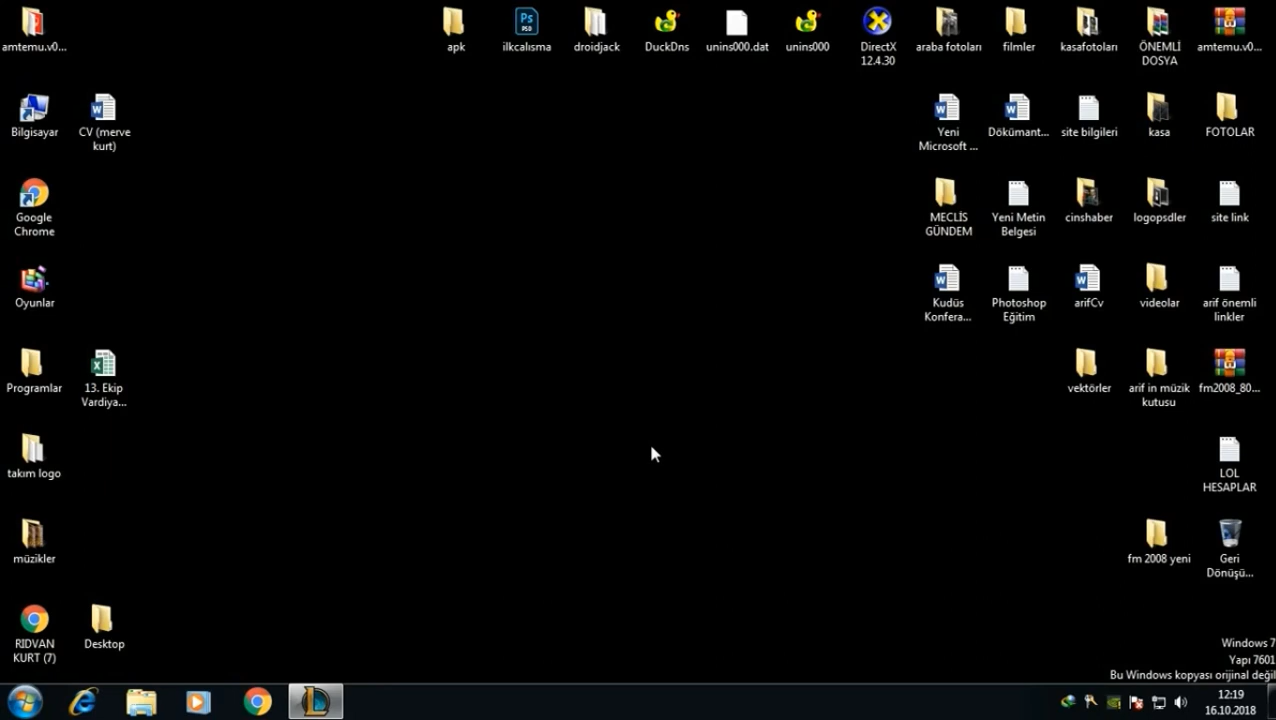 amtemu.v0...
apk
ilkcalısma
droidjack
DuckDns
unins000.dat
unins000
DirectX
12.4.30
araba fotoları
filmler
kasafotoları
ÖNEMLİ
DOSYA
amtemu.v0...
Bilgisayar
CV (merve
kurt)
Yeni
Microsoft ...
Dökümant...
site bilgileri
kasa
FOTOLAR
Google
Chrome
MECLİS
GÜNDEM
Yeni Metin
Belgesi
cinshaber
logopsdler
site link
Oyunlar
Kudüs
Konfera...
Photoshop
Eğitim
arifCv
videolar
arif önemli
linkler
Programlar
13. Ekip
Vardiya...
vektörler
arif in müzik
kutusu
fm2008_80...
takım logo
LOL
HESAPLAR
müzikler
fm 2008 yeni
Geri
Dönüşü...
RIDVAN
KURT (7)
Desktop
Windows 7
Yapı 7601
Bu Windows kopyası orijinal değil
12:19
16.10.2018